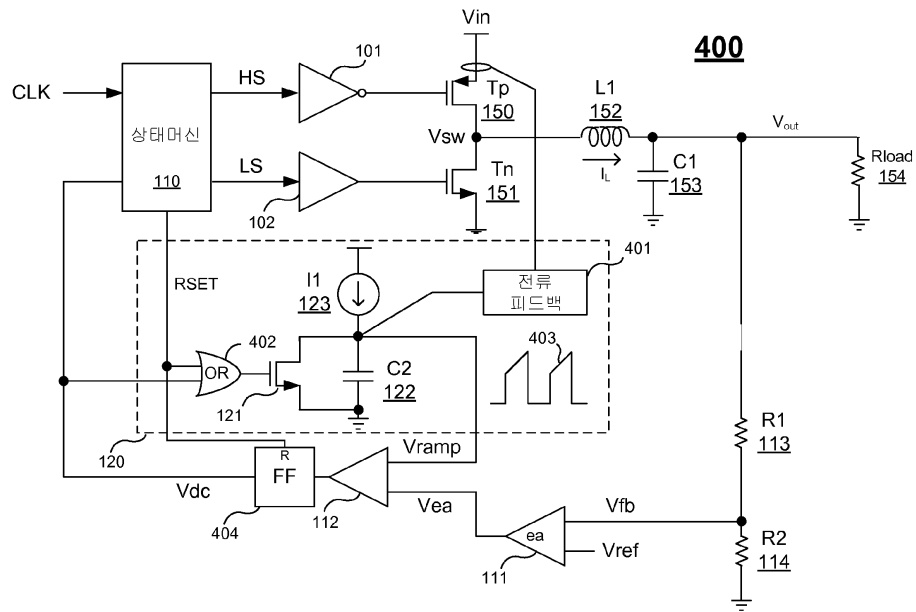 400
Vin
101
CLK
HS
상태머신
110
Tp
150
L1
152
Vout
Vsw
IL
C1
153
Rload
154
LS
102
Tn
151
RSET
I1
123
전류
피드백
401
402
OR
121
C2
122
403
120
R
FF
404
Vdc
Vramp
112
Vea
ea
111
Vfb
Vref
R1
113
R2
114